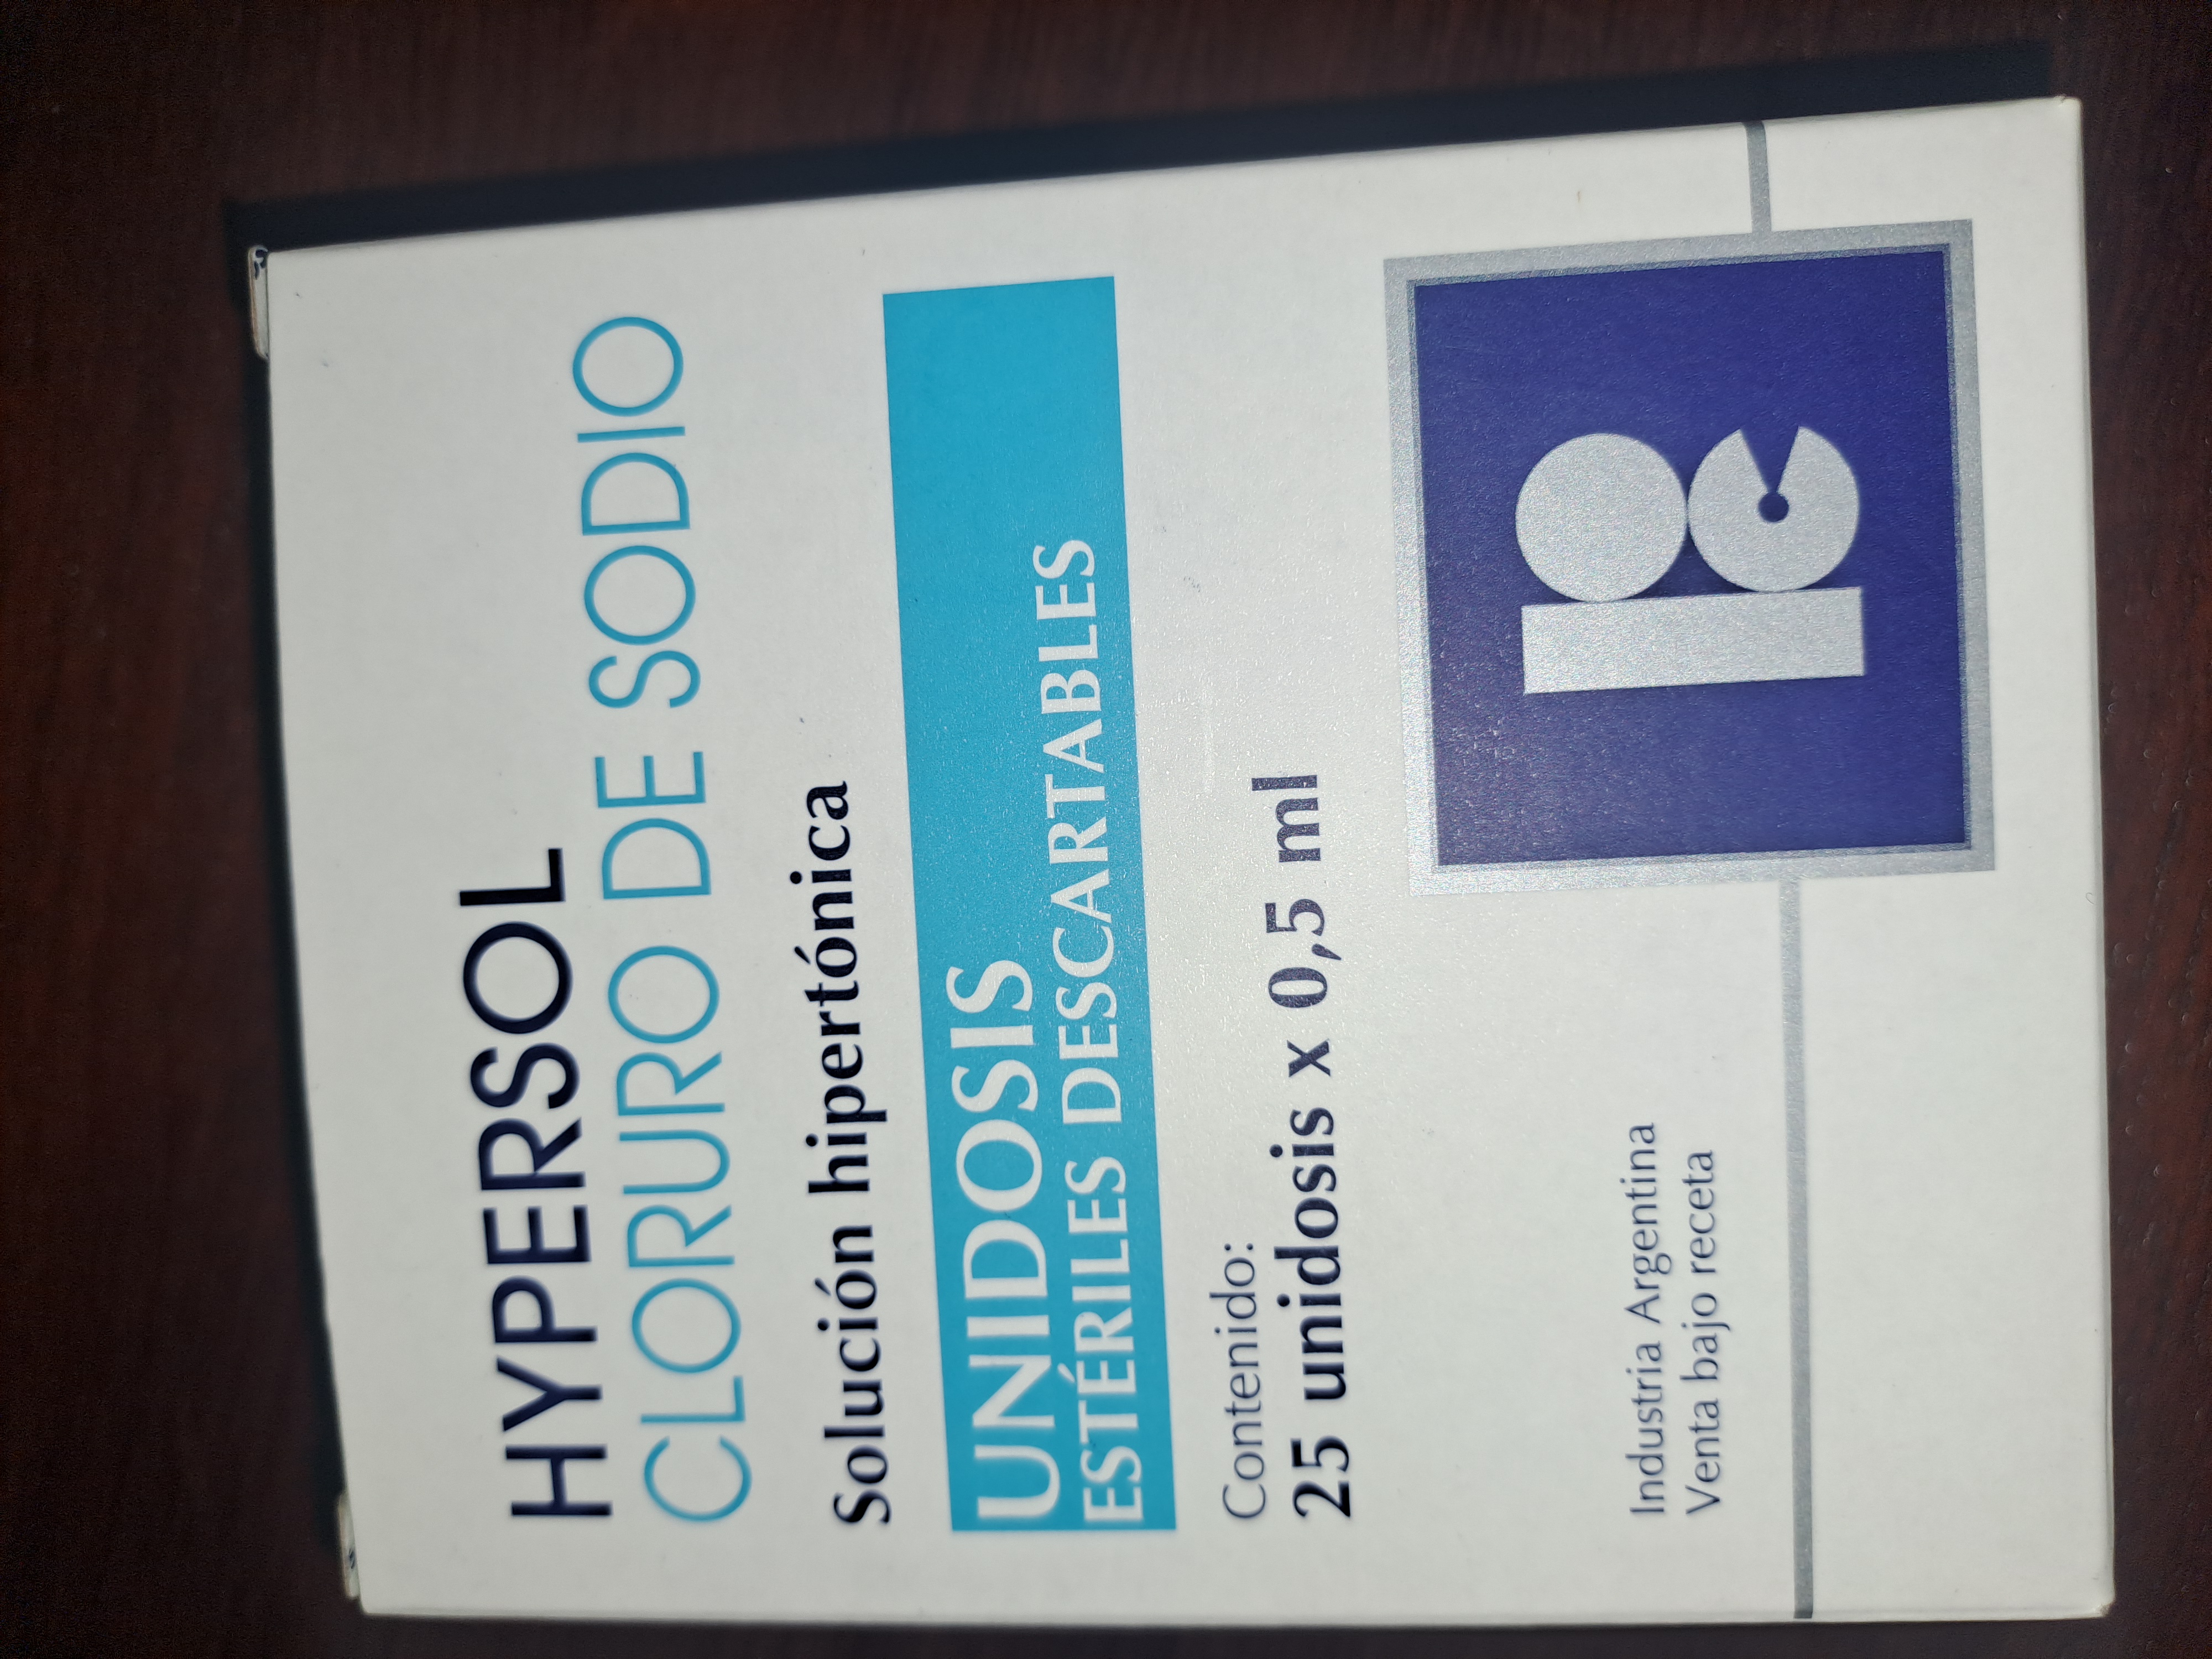 HYPERSOL
CLORURO DE SODIO
Solución hipertónica
UNIDOSIS
ESTÉRILES DESCARTABLES
Contenido:
25 unidosis x 0,5 ml
Industria Argentina
Venta bajo receta